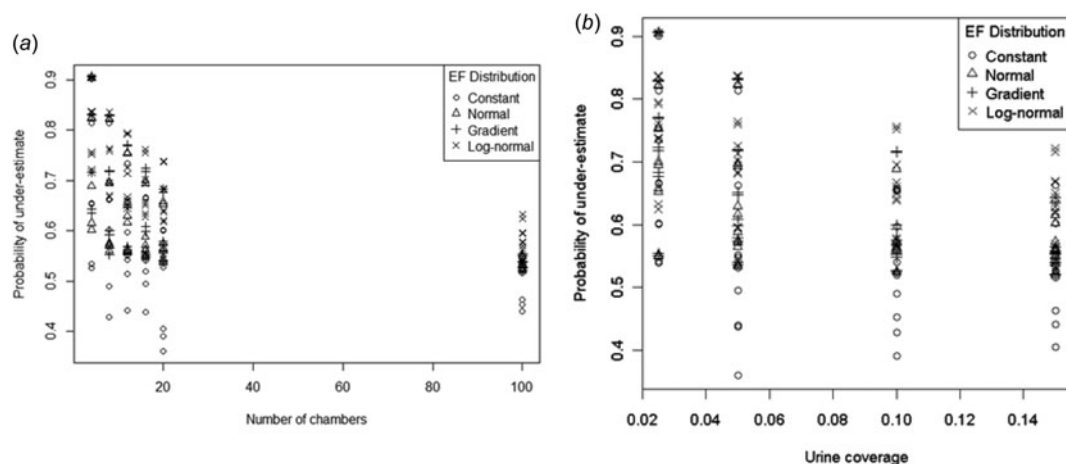 (a)
EF Distribution
Constant
Normal
Gradient
Log-normal
Probability of under-estimate
0.9
0.8
0.7
0.6
0.5
0.4
20
40
60
80
100
Number of chambers
(b)
EF Distribution
Constant
Normal
Gradient
Log-normal
Probability of under-estimate
0.9
0.8
0.7
0.6
0.5
0.4
0.02
0.04
0.06
0.08
0.10
0.12
0.14
Urine coverage